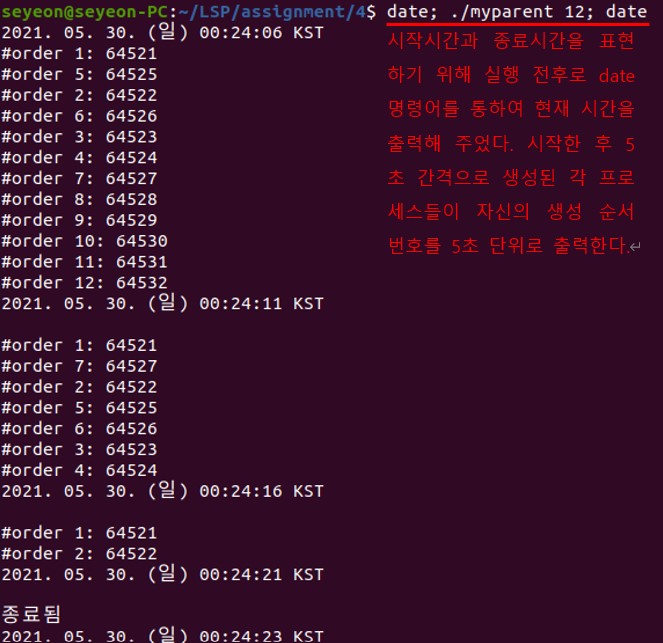 seyeon@seyeon-PC:~/LSP/assignment/4$ date; ./myparent 12; date
2021. 05. 30. (일) 00:24:06 KST
시작시간과 종료시간을 표현
하기 위해 실행 전후로 date
명령어를 통하여 현재 시간을
출력해 주었다. 시작한 후 5
초 간격으로 생성된 각 프로
세스들이 자신의 생성 순서
번호를 5초 단위로 출력한다.↵
#order 1: 64521
#order 5: 64525
#order 2: 64522
#order 6: 64526
#order 3: 64523
#order 4: 64524
#order 7: 64527
#order 8: 64528
#order 9: 64529
#order 10: 64530
#order 11: 64531
#order 12: 64532
2021. 05. 30. (일) 00:24:11 KST
#order 1: 64521
#order 7: 64527
#order 2: 64522
#order 5: 64525
#order 6: 64526
#order 3: 64523
#order 4: 64524
2021. 05. 30. (일) 00:24:16 KST
#order 1: 64521
#order 2: 64522
2021. 05. 30. (일) 00:24:21 KST
종료됨
2021. 05. 30. (일) 00:24:23 KST